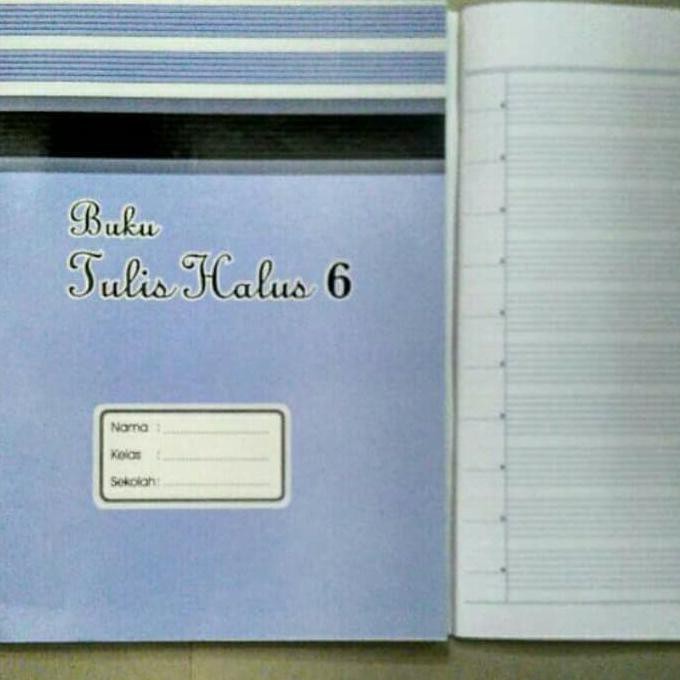 Buku
Tulis Halus 6
Nama :
Kelas :
Sekolah: